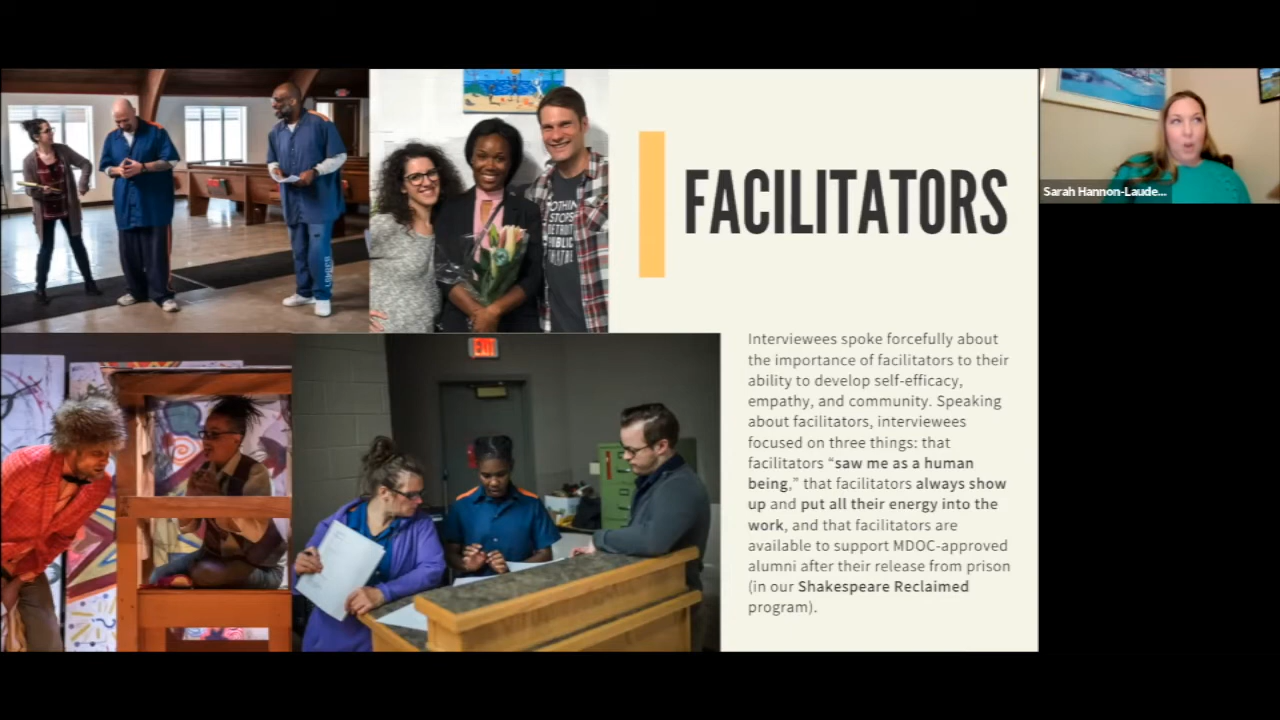 FACILITATORS
Interviewees spoke forcefully about
the importance of facilitators to their
ability to develop self-efficacy,
empathy, and community. Speaking
about facilitators, interviewees
focused on three things: that
facilitators “saw me as a human
being,” that facilitators always show
up and put all their energy into the
work, and that facilitators are
available to support MDOC-approved
alumni after their release from prison
(in our Shakespeare Reclaimed
program).
Sarah Hannon-Laude...
NOTHING
STOPS
DETROIT
PUBLIC
THEATRE
EXIT